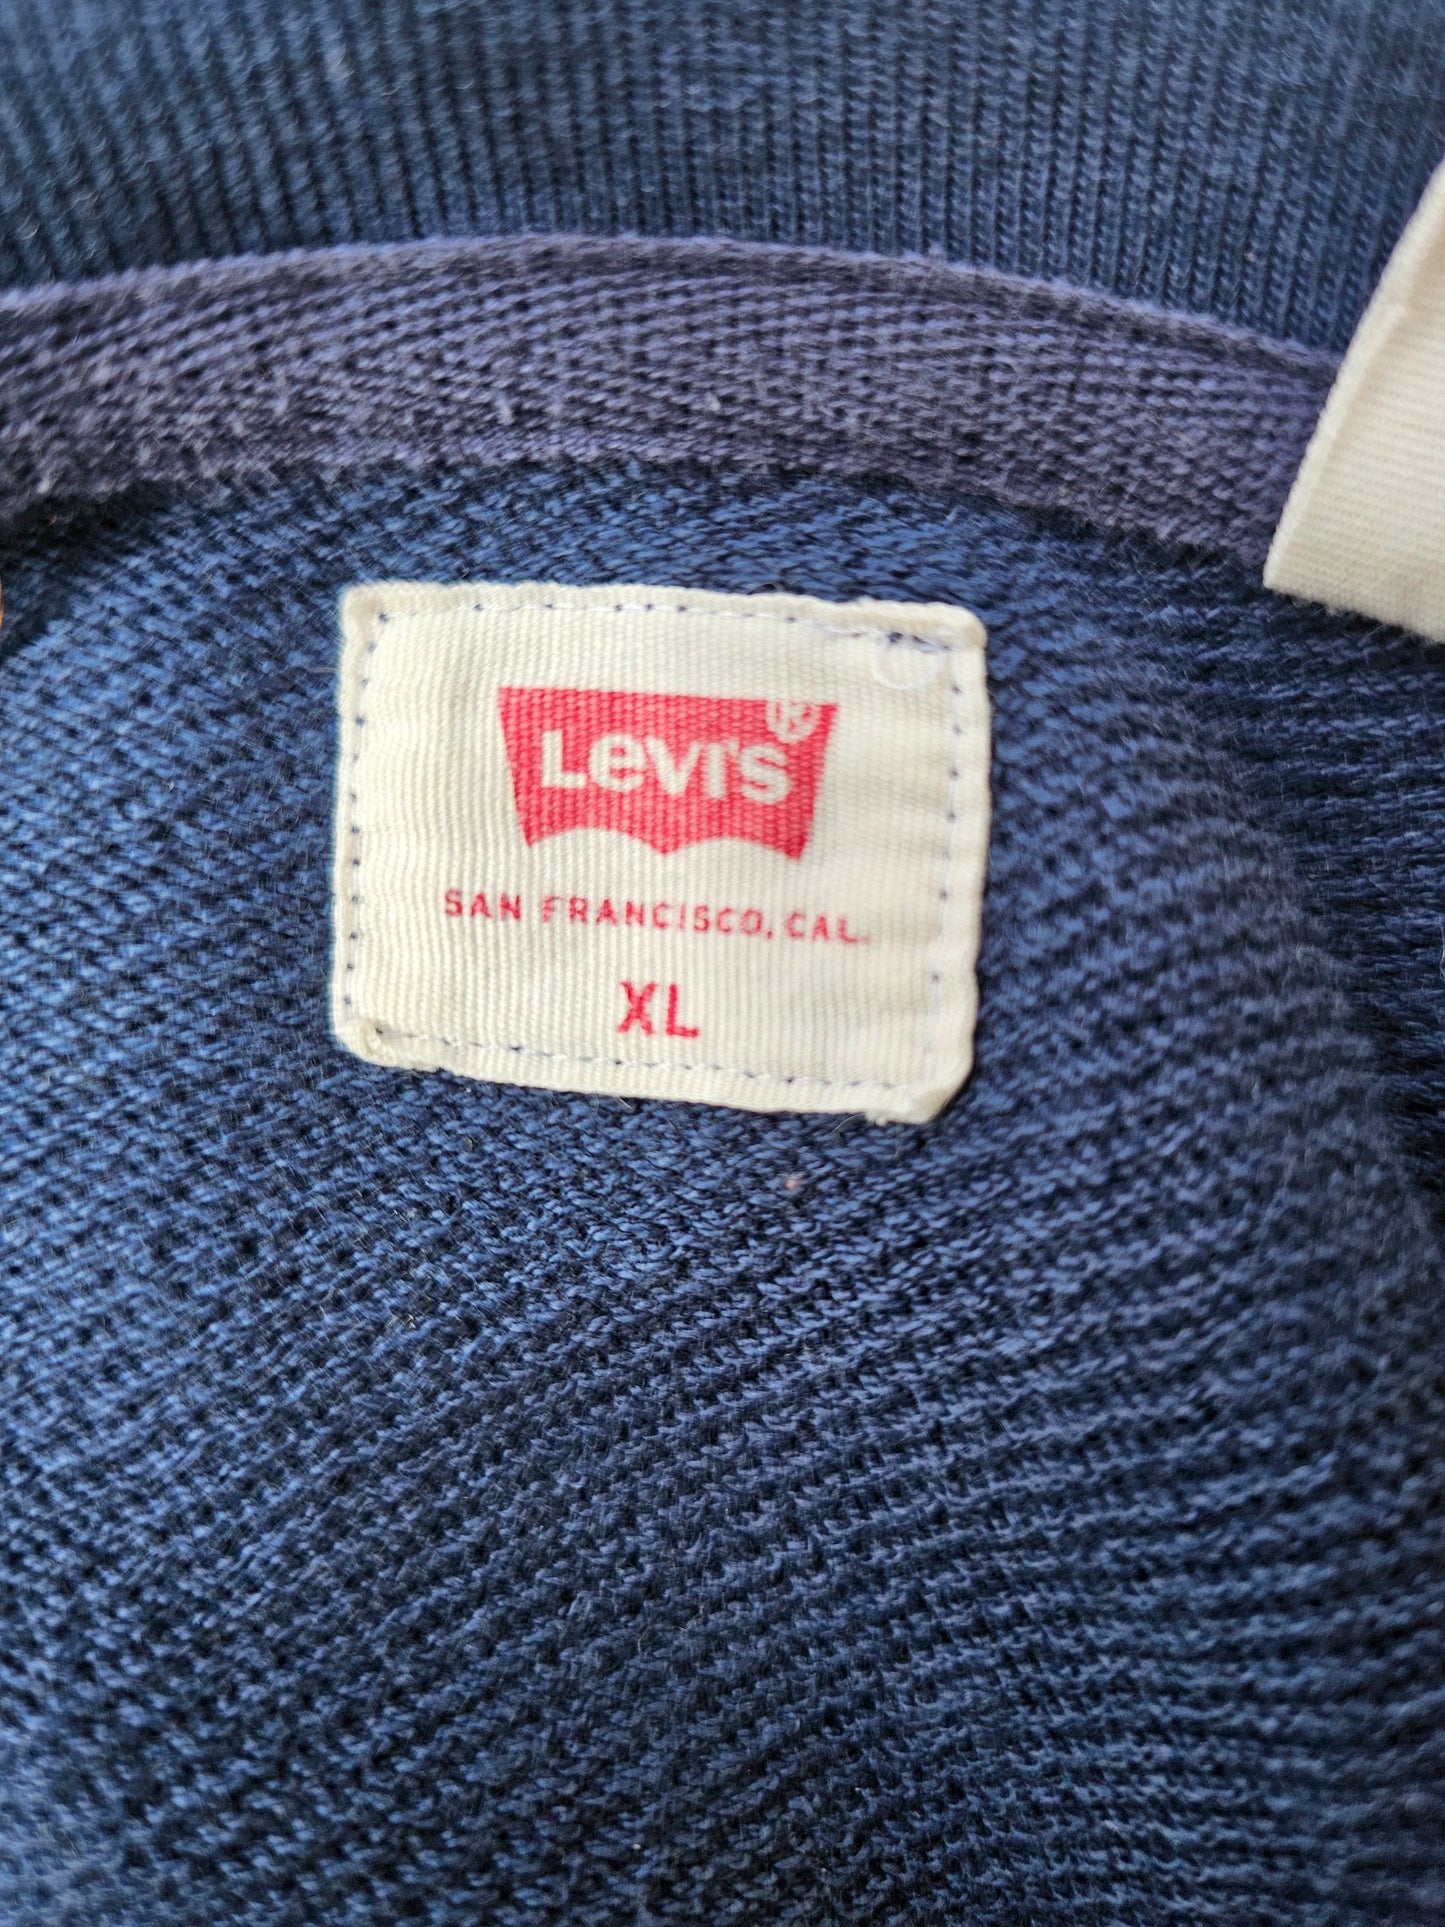 Levi's®
SAN FRANCISCO, CAL.
XL